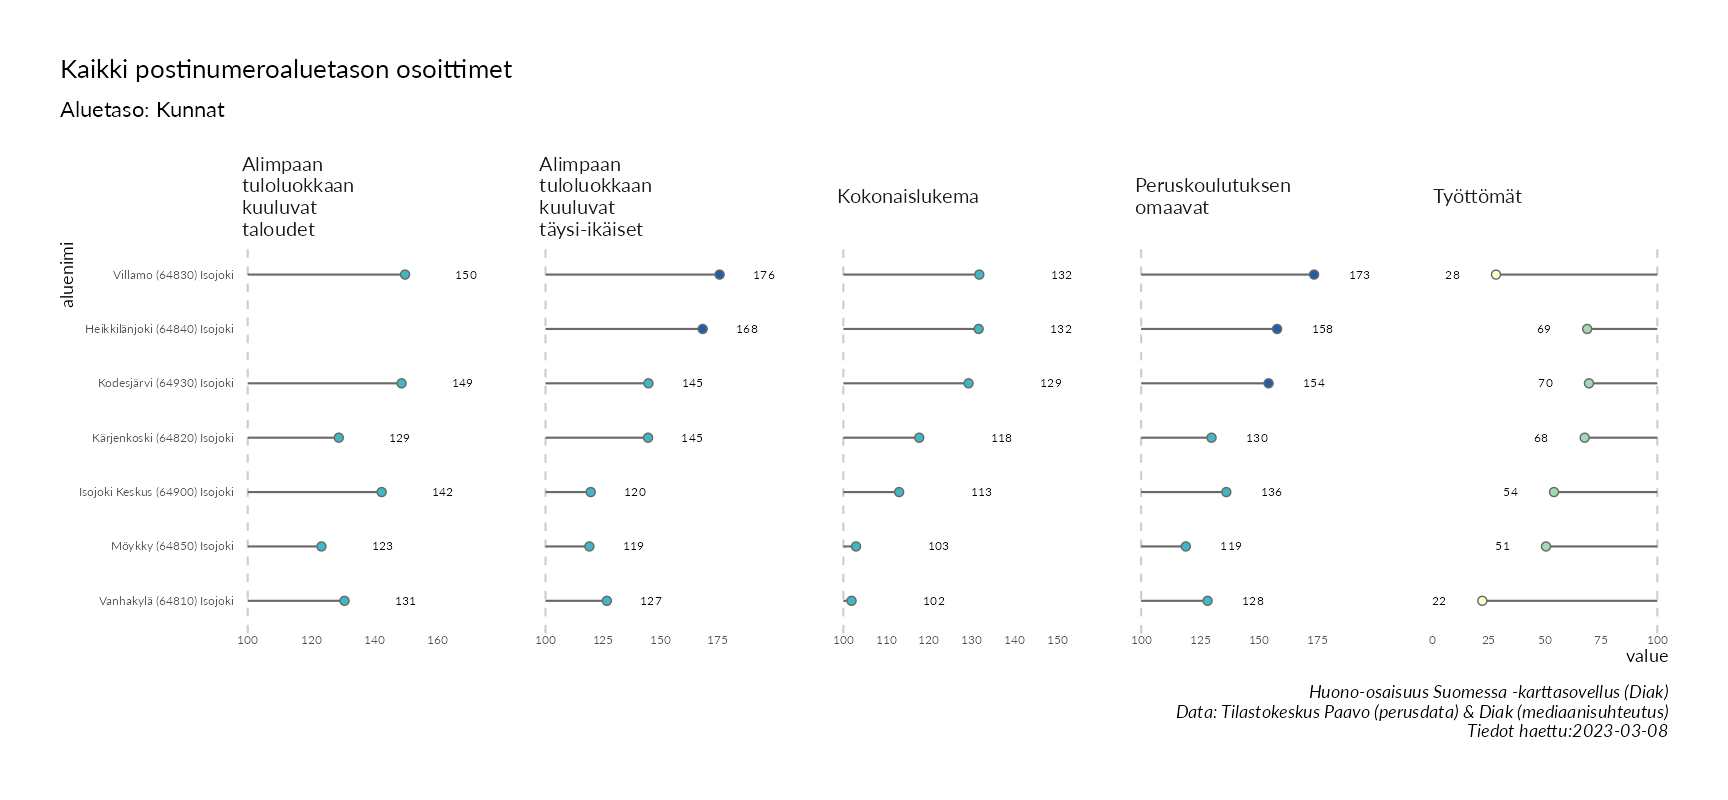 Kaikki postinumeroaluetason osoittimet
Aluetaso: Kunnat
Alimpaan
tuloluokkaan
kuuluvat
taloudet
Alimpaan
tuloluokkaan
kuuluvat
täysi-ikäiset
Kokonaislukema
Peruskoulutuksen
omaavat
Työttömät
aluenimi
Villamo (64830) Isojoki 150 176 132 173 28
Heikkilänjoki (64840) Isojoki 168 132 158 69
Kodesjärvi (64930) Isojoki 149 145 129 154 70
Kärjenkoski (64820) Isojoki 129 145 118 130 68
Isojoki Keskus (64900) Isojoki 142 120 113 136 54
Möykky (64850) Isojoki 123 119 103 119 51
Vanhakylä (64810) Isojoki 131 127 102 128 22
100 120 140 160 100 125 150 175 100 110 120 130 140 150 100 125 150 175 0 25 50 75 100
value
Huono-osaisuus Suomessa -karttasovellus (Diak)
Data: Tilastokeskus Paavo (perusdata) & Diak (mediaanisuhteutus)
Tiedot haettu:2023-03-08